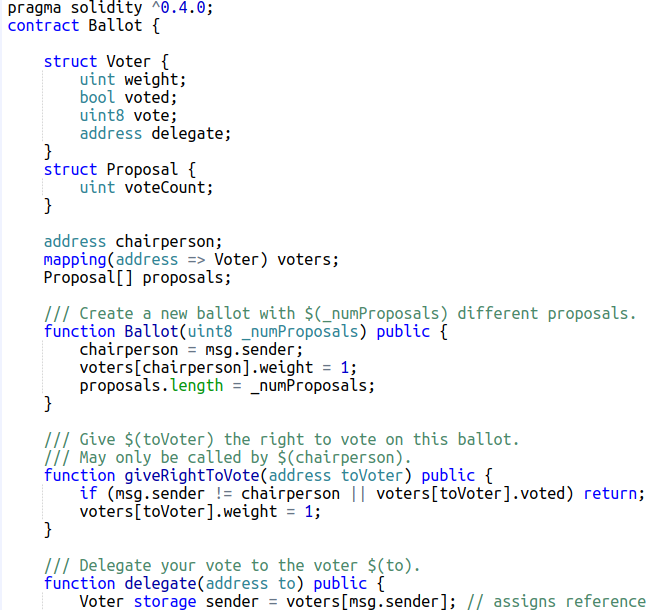 pragma solidity ^0.4.0;
contract Ballot {

    struct Voter {
        uint weight;
        bool voted;
        uint8 vote;
        address delegate;
    }
    struct Proposal {
        uint voteCount;
    }

    address chairperson;
    mapping(address => Voter) voters;
    Proposal[] proposals;

    /// Create a new ballot with $(_numProposals) different proposals.
    function Ballot(uint8 _numProposals) public {
        chairperson = msg.sender;
        voters[chairperson].weight = 1;
        proposals.length = _numProposals;
    }

    /// Give $(toVoter) the right to vote on this ballot.
    /// May only be called by $(chairperson).
    function giveRightToVote(address toVoter) public {
        if (msg.sender != chairperson || voters[toVoter].voted) return;
        voters[toVoter].weight = 1;
    }

    /// Delegate your vote to the voter $(to).
    function delegate(address to) public {
        Voter storage sender = voters[msg.sender]; // assigns reference